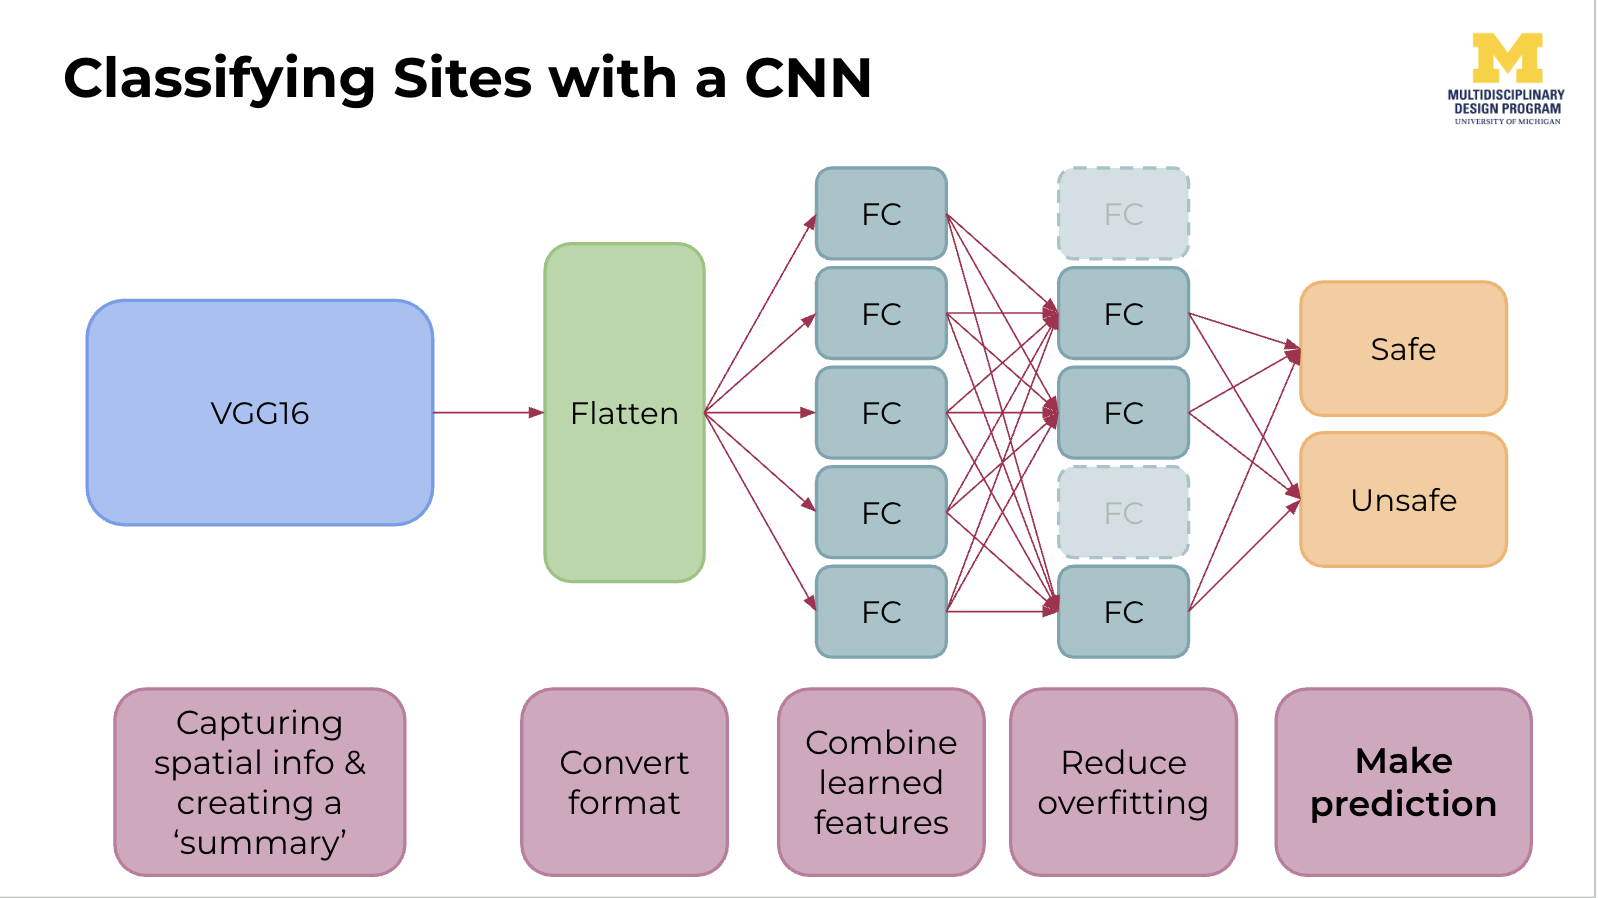 Classifying Sites with a CNN
MULTIDISCIPLINARY
DESIGN PROGRAM
UNIVERSITY OF MICHIGAN
VGG16
Flatten
FC
FC
FC
FC
FC
FC
FC
FC
FC
FC
Safe
Unsafe
Capturing
spatial info &
creating a
‘summary’
Convert
format
Combine
learned
features
Reduce
overfitting
Make
prediction